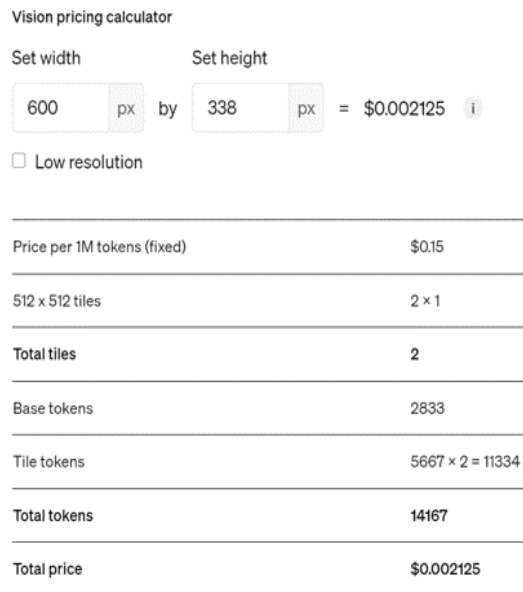 Vision pricing calculator
Set width Set height
600 px by 338 px = $0.002125 i
Low resolution
Price per 1M tokens (fixed) $0.15
512 x 512 tiles 2 × 1
Total tiles 2
Base tokens 2833
Tile tokens 5667 × 2 = 11334
Total tokens 14167
Total price $0.002125